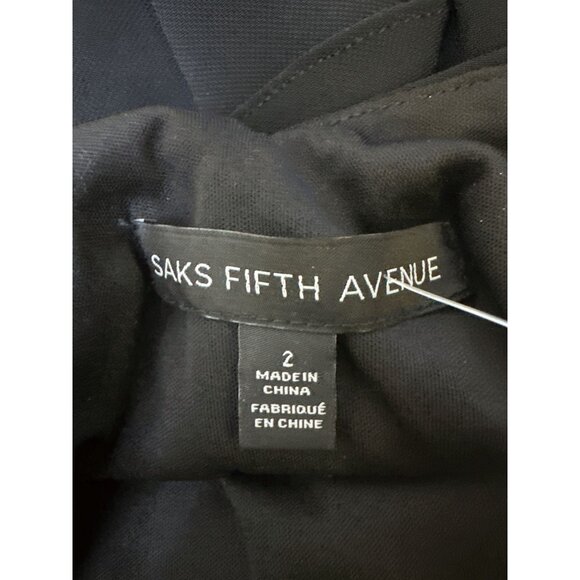 SAKS FIFTH AVENUE
2
MADE IN
CHINA
FABRIQUÉ
EN CHINE